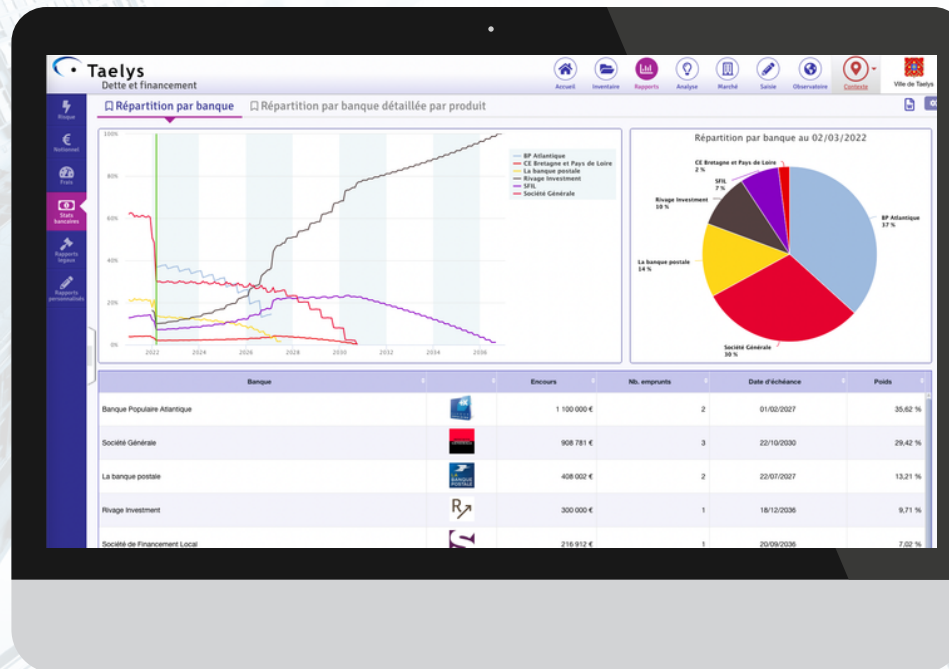 Taelys
Dette et financement
Accueil
Inventaire
Rapports
Analyse
Marché
Saisie
Observatoire
Contexte
Ville de Taelys
Répartition par banque
Répartition par banque détaillée par produit
Risque
€
Notionnel
Frais
Stats
bancaires
Rapports
légaux
Rapports
personnalisés
100%
80%
60%
40%
20%
0%
2022
2024
2026
2028
2030
2032
2034
2036
BP Atlantique
CE Bretagne et Pays de Loire
La banque postale
Rivage Investment
SFIL
Société Générale
Répartition par banque au 02/03/2022
CE Bretagne et Pays de Loire
2 %
SFIL
7 %
Rivage Investment
10 %
La banque postale
14 %
Société Générale
30 %
BP Atlantique
37 %
Banque Encours Nb. emprunts Date d'échéance Poids
Banque Populaire Atlantique 1 100 000 € 2 01/02/2027 35,62 %
Société Générale 908 781 € 3 22/10/2030 29,42 %
La banque postale LA BANQUE POSTALE 408 002 € 2 22/07/2027 13,21 %
Rivage Investment R 300 000 € 1 18/12/2036 9,71 %
Société de Financement Local S 216 912 € 1 20/09/2036 7,02 %